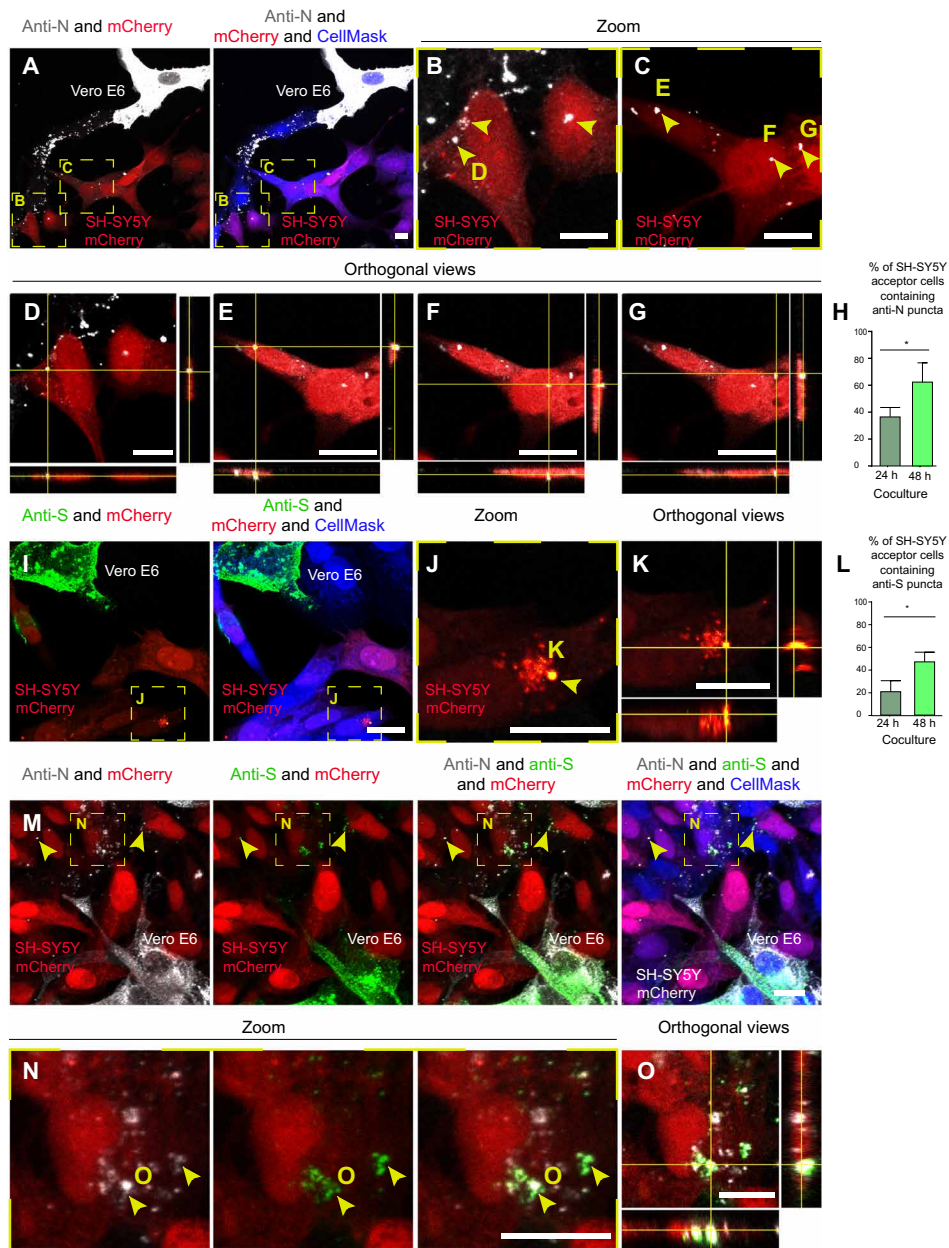 Anti-N and mCherry
Anti-N and
mCherry and CellMask
Zoom
A
Vero E6
C
B
SH-SY5Y
mCherry
Vero E6
C
B
SH-SY5Y
mCherry
B
D
SH-SY5Y
mCherry
C
E
F
G
SH-SY5Y
mCherry
Orthogonal views
D
E
F
G
H
% of SH-SY5Y
acceptor cells
containing
anti-N puncta
*
100
80
60
40
20
0
24 h 48 h
Coculture
Anti-S and mCherry
Anti-S and
mCherry and CellMask
Zoom
Orthogonal views
I
Vero E6
SH-SY5Y
mCherry
J
Vero E6
SH-SY5Y
mCherry
J
J
K
SH-SY5Y
mCherry
K
L
% of SH-SY5Y
acceptor cells
containing
anti-S puncta
*
100
80
60
40
20
0
24 h 48 h
Coculture
Anti-N and mCherry
Anti-S and mCherry
Anti-N and anti-S
and mCherry
Anti-N and anti-S and
mCherry and CellMask
M
N
SH-SY5Y
mCherry
Vero E6
N
SH-SY5Y
mCherry
Vero E6
N
SH-SY5Y
mCherry
Vero E6
N
Vero E6
SH-SY5Y
mCherry
Zoom
Orthogonal views
N
O
O
O
O